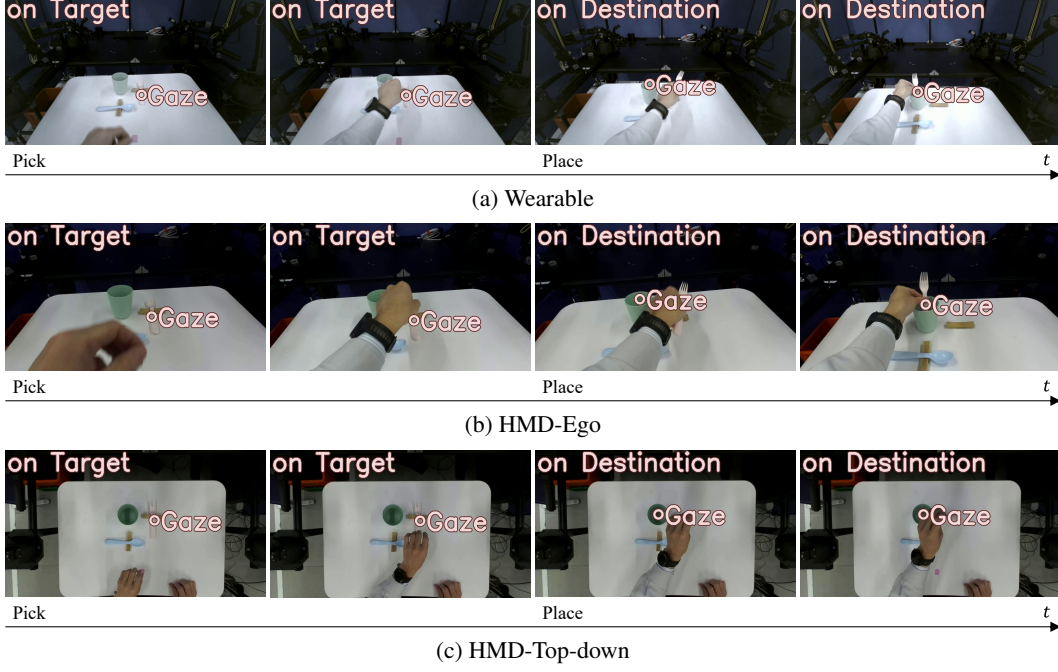 on Target
on Target
on Destination
on Destination
Gaze
Gaze
Gaze
Gaze
Pick
Place
t
(a) Wearable
on Target
on Target
on Destination
on Destination
Gaze
Gaze
Gaze
Gaze
Pick
Place
t
(b) HMD-Ego
on Target
on Target
on Destination
on Destination
Gaze
Gaze
Gaze
Gaze
Pick
Place
t
(c) HMD-Top-down